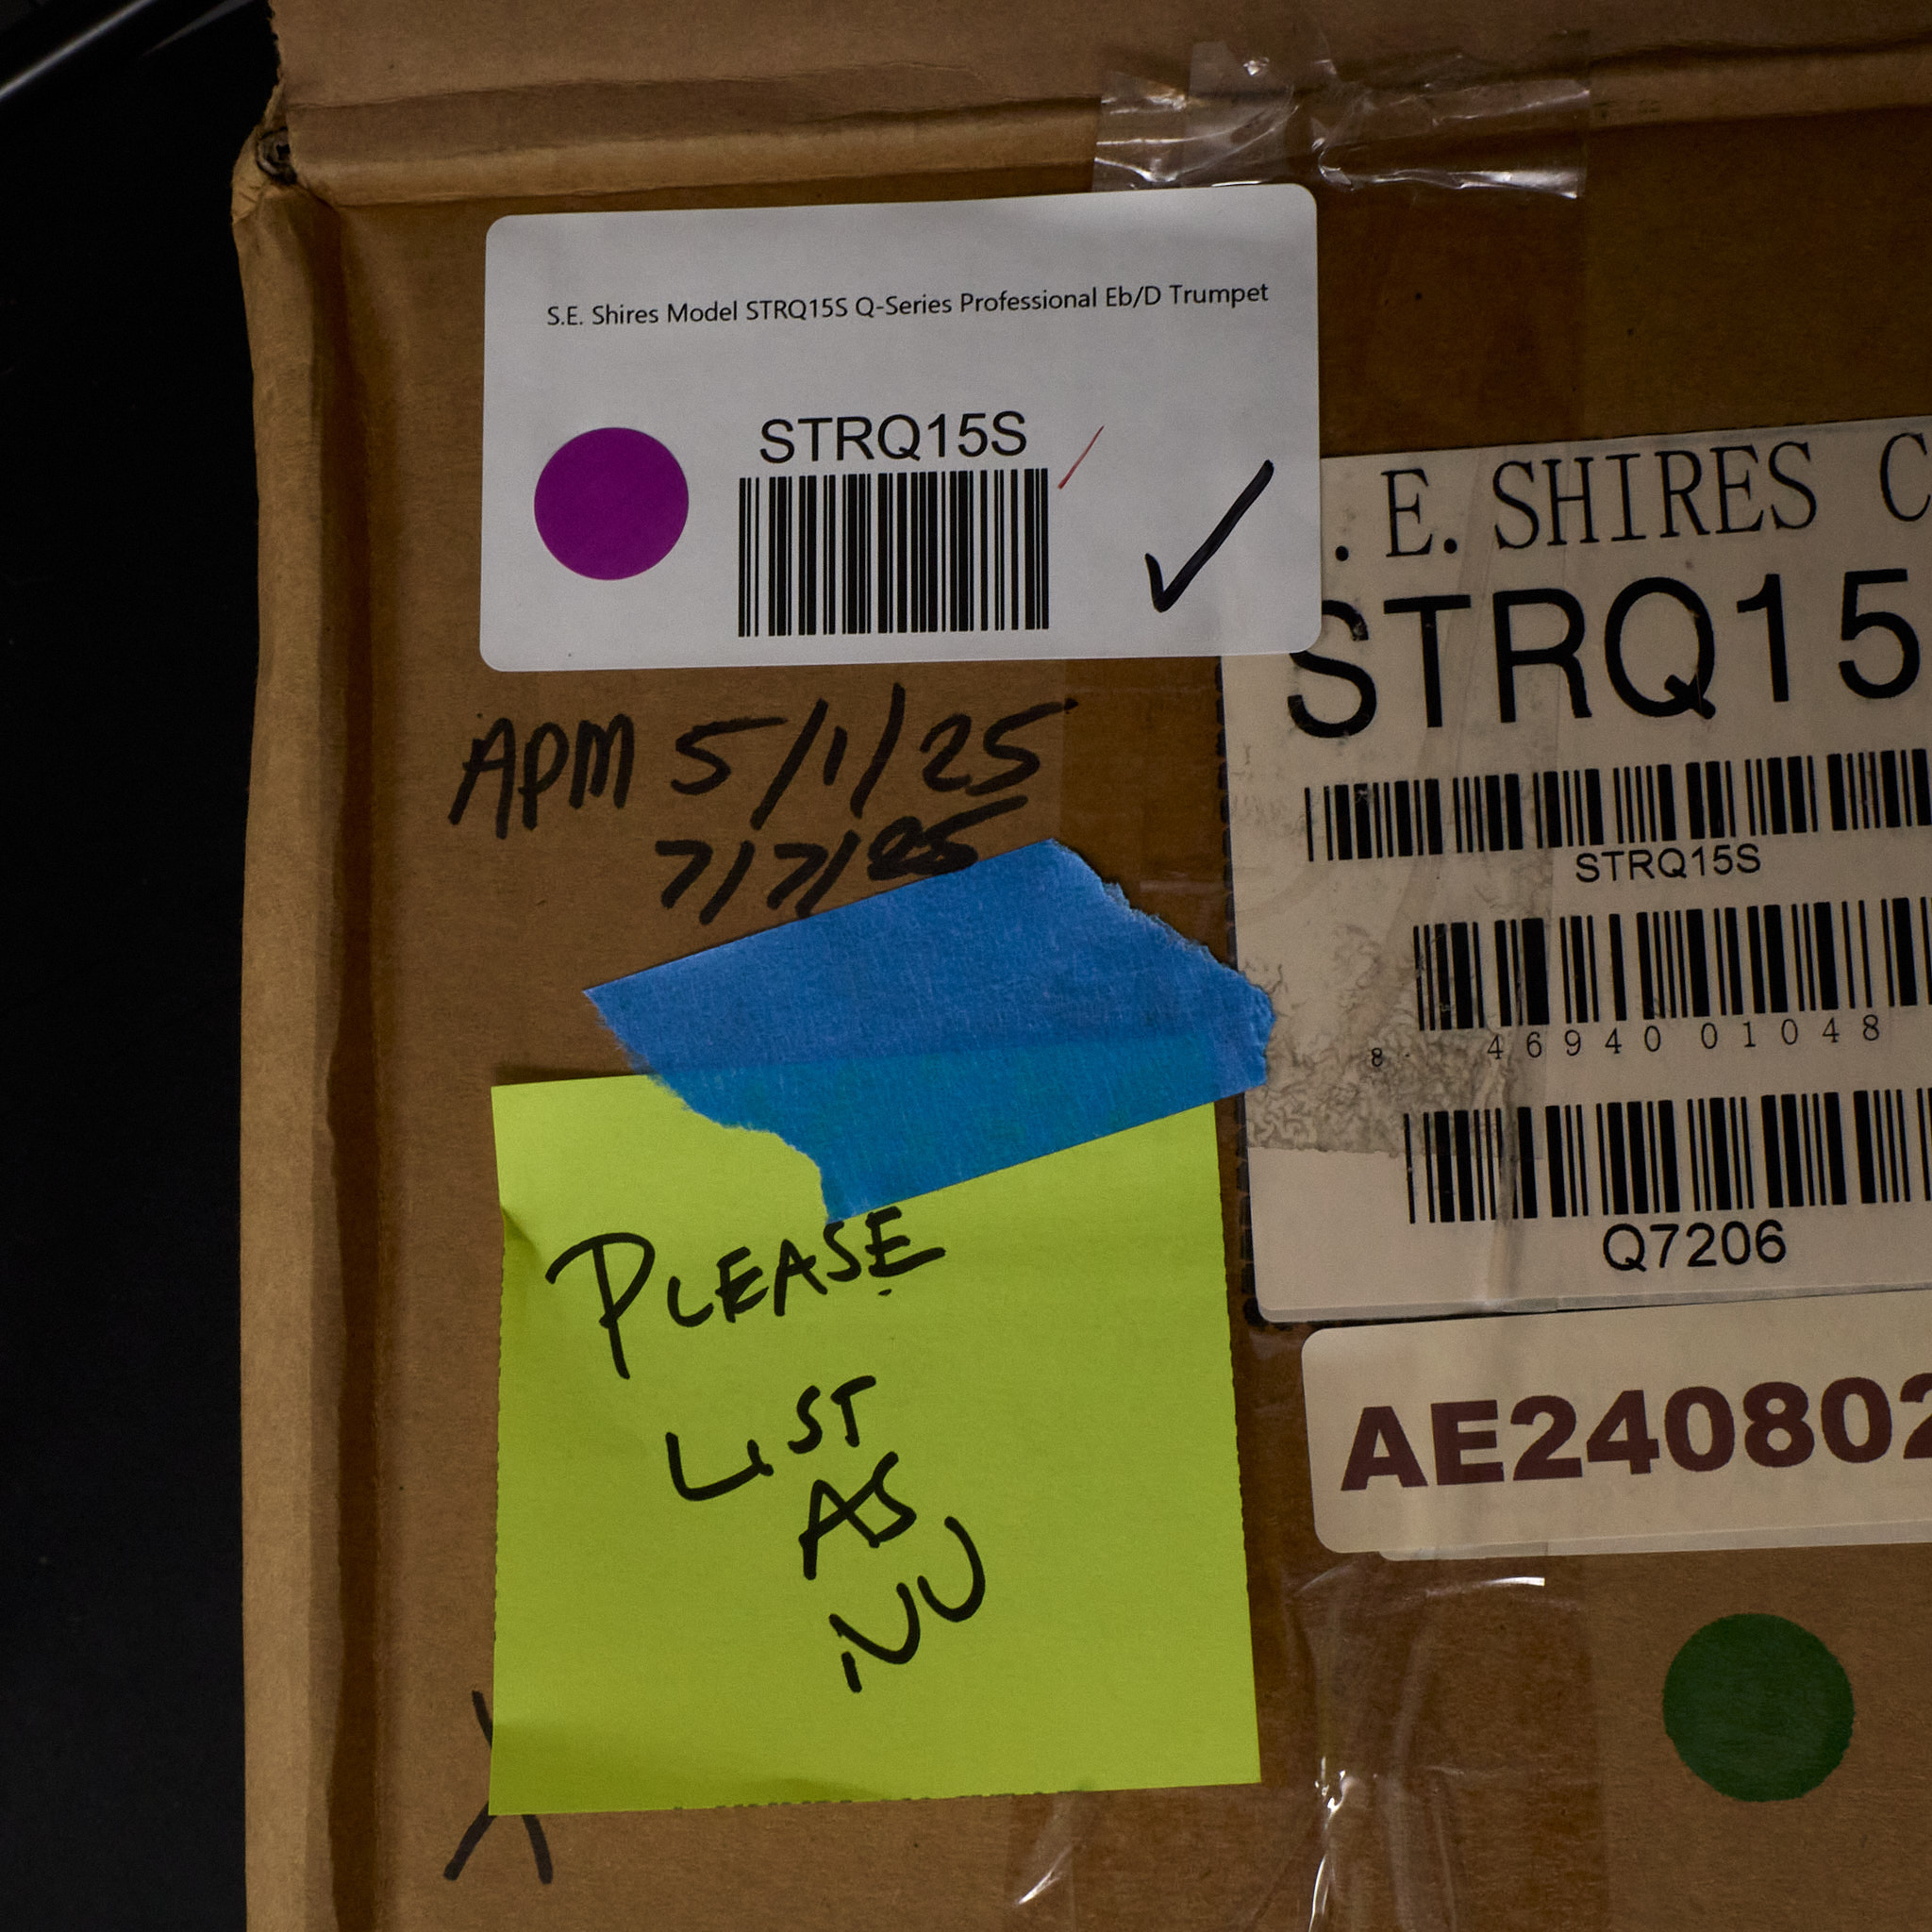 S.E. Shires Model STRQ15S Q-Series Professional Eb/D Trumpet
STRQ15S
. E. SHIRES C
STRQ15
STRQ15S
8 46940 01048
Q7206
AE240802
APM 5/1/25
7/7/25
PLEASE
LIST
AS
NU
X